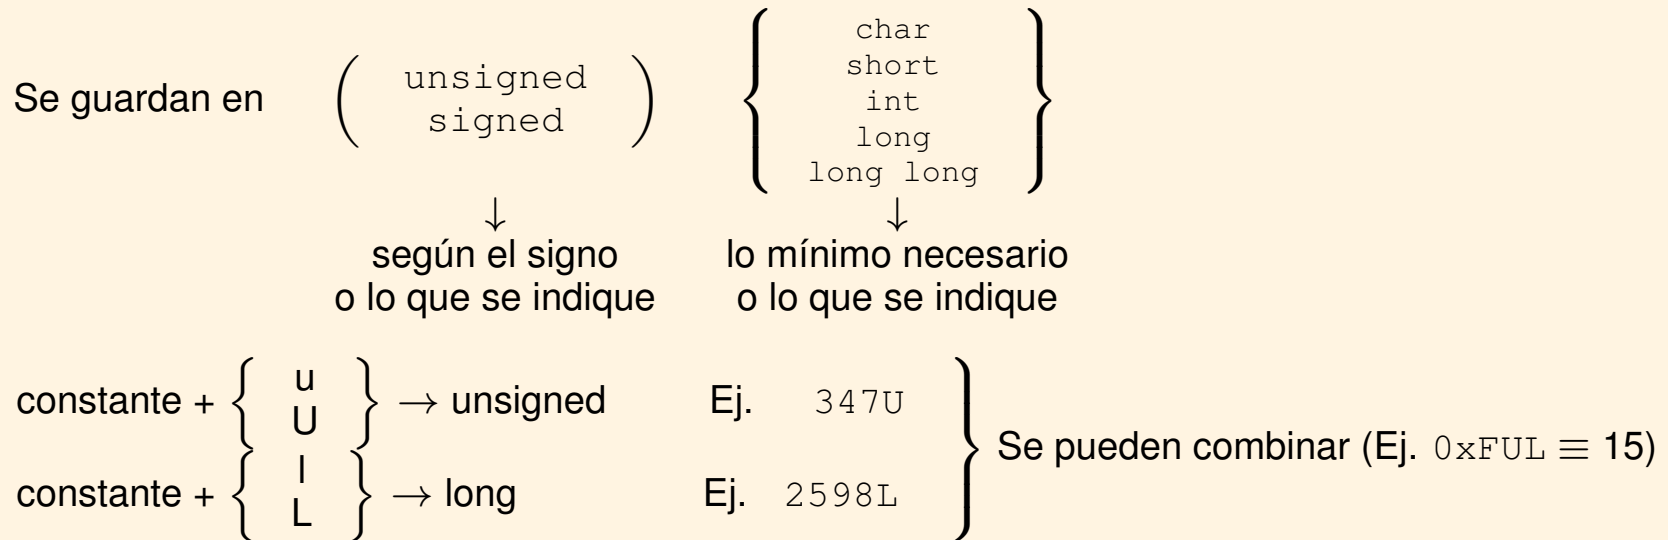 Se guardan en ( unsigned signed ) { char short int long long long }
↓ ↓
según el signo lo mínimo necesario
o lo que se indique o lo que se indique
constante + { u U } → unsigned Ej. 347U
constante + { l L } → long Ej. 2598L
} Se pueden combinar (Ej. 0xFUL ≡ 15)